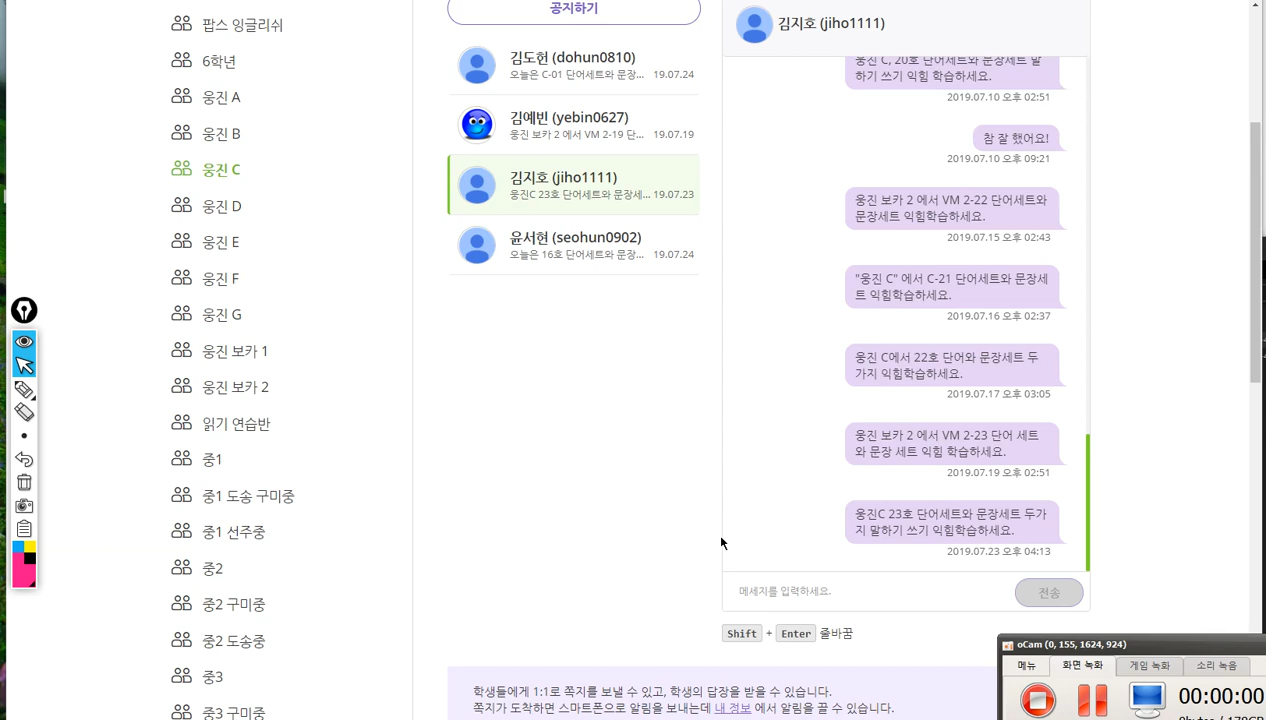 팝스 잉글리쉬
6학년
웅진 A
웅진 B
웅진 C
웅진 D
웅진 E
웅진 F
웅진 G
웅진 보카 1
웅진 보카 2
읽기 연습반
중1
중1 도송 구미중
중1 선주중
중2
중2 구미중
중2 도송중
중3
중3 구미중
공지하기
김도헌 (dohun0810)
오늘은 C-01 단어세트와 문장... 19.07.24
김예빈 (yebin0627)
웅진 보카 2 에서 VM 2-19 단... 19.07.19
김지호 (jiho1111)
웅진C 23호 단어세트와 문장세... 19.07.23
윤서현 (seohun0902)
오늘은 16호 단어세트와 문장... 19.07.24
김지호 (jiho1111)
웅진 C, 20호 단어세트와 문장세트 말
하기 쓰기 익힘 학습하세요.
2019.07.10 오후 02:51
참 잘 했어요!
2019.07.10 오후 09:21
웅진 보카 2 에서 VM 2-22 단어세트와
문장세트 익힘학습하세요.
2019.07.15 오후 02:43
"웅진 C" 에서 C-21 단어세트와 문장세
트 익힘학습하세요.
2019.07.16 오후 02:37
웅진 C에서 22호 단어와 문장세트 두
가지 익힘학습하세요.
2019.07.17 오후 03:05
웅진 보카 2 에서 VM 2-23 단어 세트
와 문장 세트 익힘 학습하세요.
2019.07.19 오후 02:51
웅진C 23호 단어세트와 문장세트 두가
지 말하기 쓰기 익힘학습하세요.
2019.07.23 오후 04:13
메세지를 입력하세요.
전송
Shift + Enter 줄바꿈
학생들에게 1:1로 쪽지를 보낼 수 있고, 학생의 답장을 받을 수 있습니다.
쪽지가 도착하면 스마트폰으로 알림을 보내는데 내 정보 에서 알림을 끌 수 있습니다.
oCam (0, 155, 1624, 924)
메뉴 화면 녹화 게임 녹화 소리 녹음
00:00:00